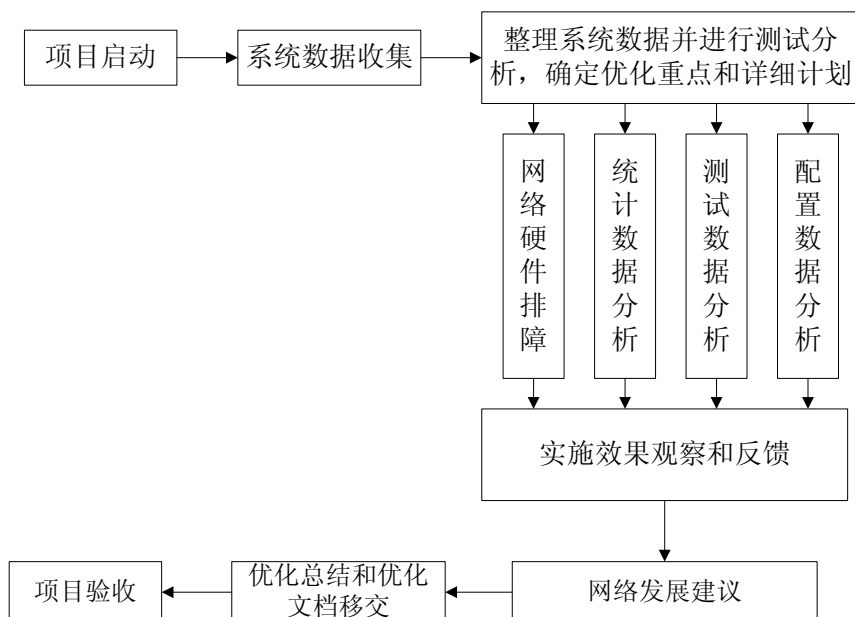 项目启动
系统数据收集
整理系统数据并进行测试分
析，确定优化重点和详细计划
网络硬件排障
统计数据分析
测试数据分析
配置数据分析
实施效果观察和反馈
项目验收
优化总结和优化
文档移交
网络发展建议